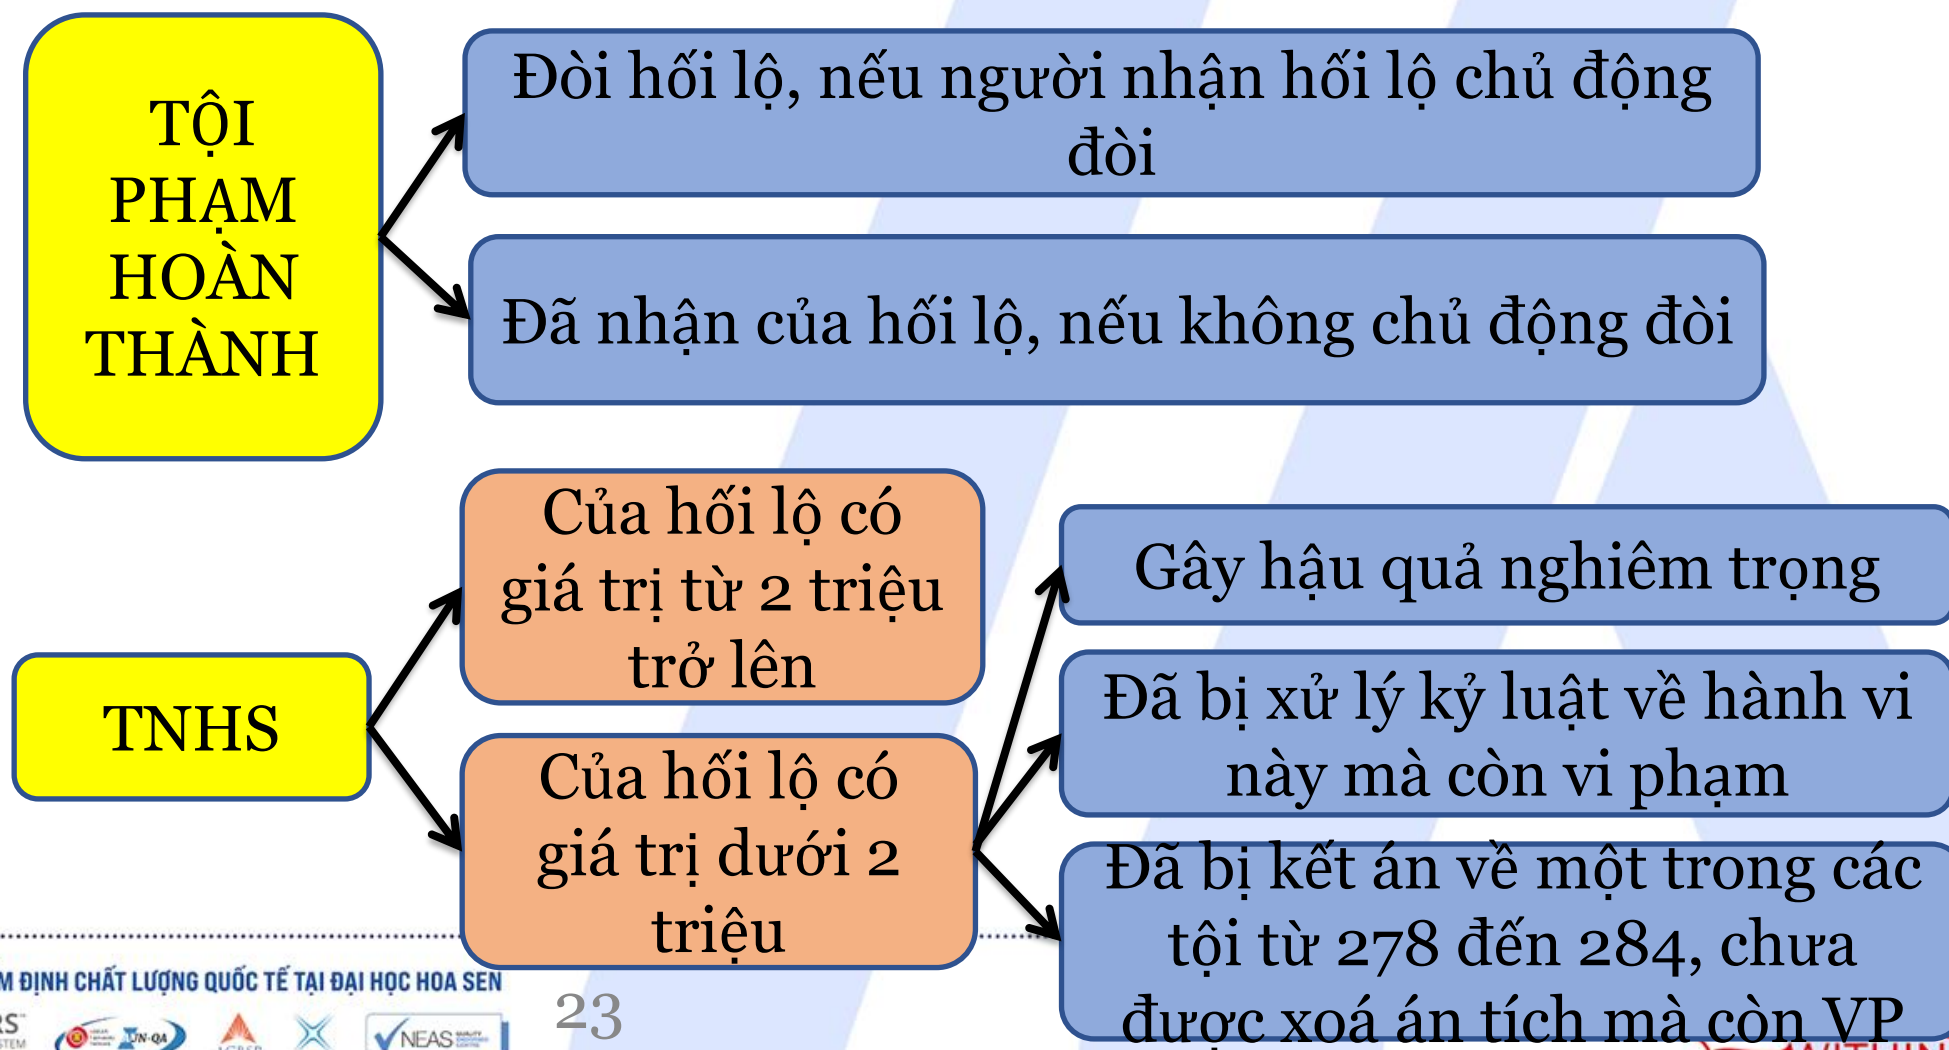 TỘI
PHẠM
HOÀN
THÀNH
Đòi hối lộ, nếu người nhận hối lộ chủ động
đòi
Đã nhận của hối lộ, nếu không chủ động đòi
TNHS
Của hối lộ có
giá trị từ 2 triệu
trở lên
Của hối lộ có
giá trị dưới 2
triệu
Gây hậu quả nghiêm trọng
Đã bị xử lý kỷ luật về hành vi
này mà còn vi phạm
Đã bị kết án về một trong các
tội từ 278 đến 284, chưa
được xoá án tích mà còn VP
M ĐỊNH CHẤT LƯỢNG QUỐC TẾ TẠI ĐẠI HỌC HOA SEN
23
NEAS